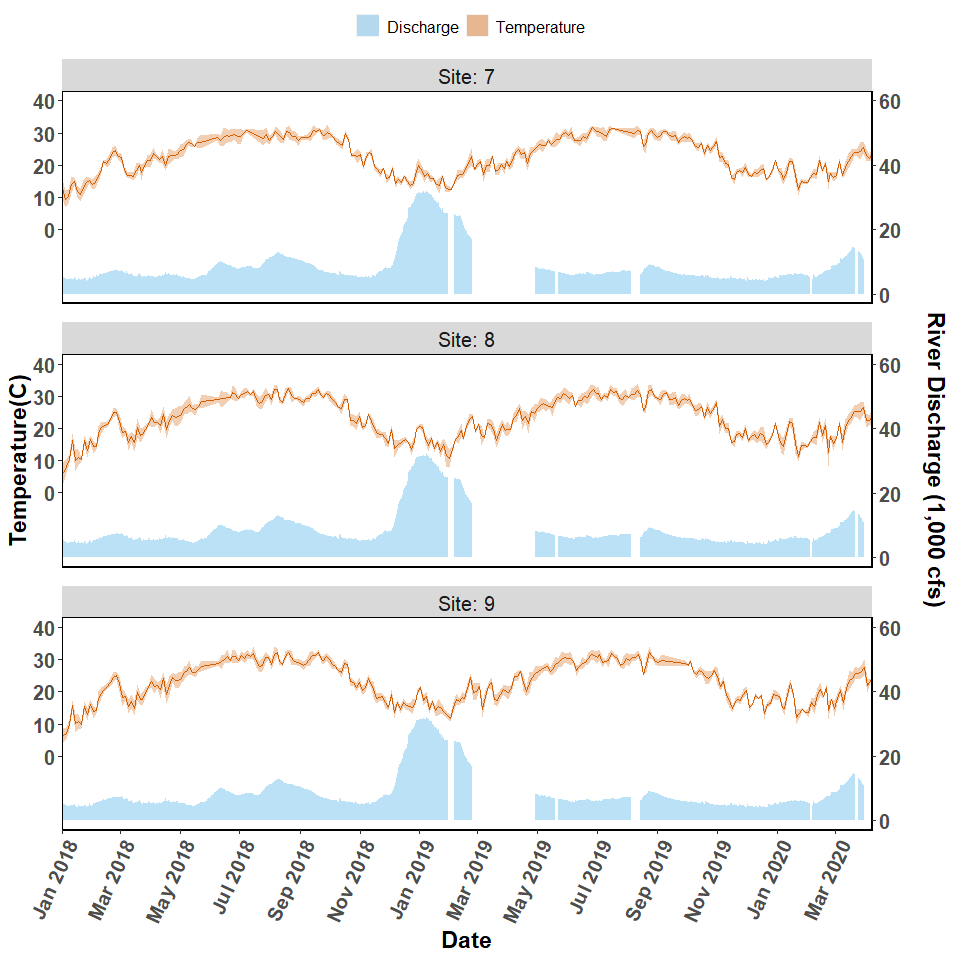 Discharge Temperature
Site: 7
40
30
20
10
0
60
40
20
0
Site: 8
40
30
20
10
0
60
40
20
0
Site: 9
40
30
20
10
0
60
40
20
0
Temperature(C)
River Discharge (1,000 cfs)
Jan 2018
Mar 2018
May 2018
Jul 2018
Sep 2018
Nov 2018
Jan 2019
Mar 2019
May 2019
Jul 2019
Sep 2019
Nov 2019
Jan 2020
Mar 2020
Date